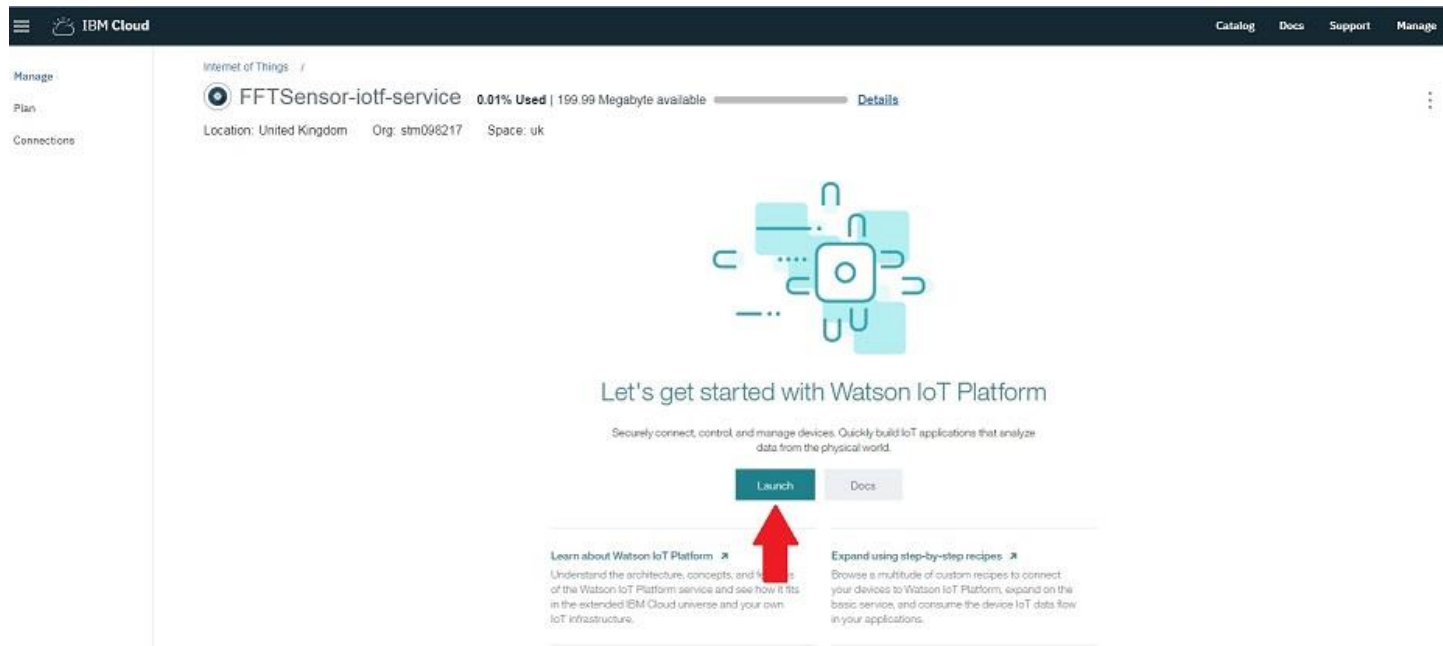 IBM Cloud
Catalog Docs Support Manage
Manage
Plan
Connections
Internet of Things /
FFTSensor-iotf-service 0.01% Used | 199.99 Megabyte available Details
Location: United Kingdom Org: stm098217 Space: uk
Let's get started with Watson IoT Platform
Securely connect, control, and manage devices. Quickly build IoT applications that analyze
data from the physical world.
Launch Docs
Learn about Watson IoT Platform
Understand the architecture, concepts, and
of the Watson IoT Platform service and see how it fits
in the extended IBM Cloud universe and your own
IoT infrastructure.
Expand using step-by-step recipes
Browse a multitude of custom recipes to connect
your devices to Watson IoT Platform, expand on the
basic service, and consume the device IoT data flow
in your applications.